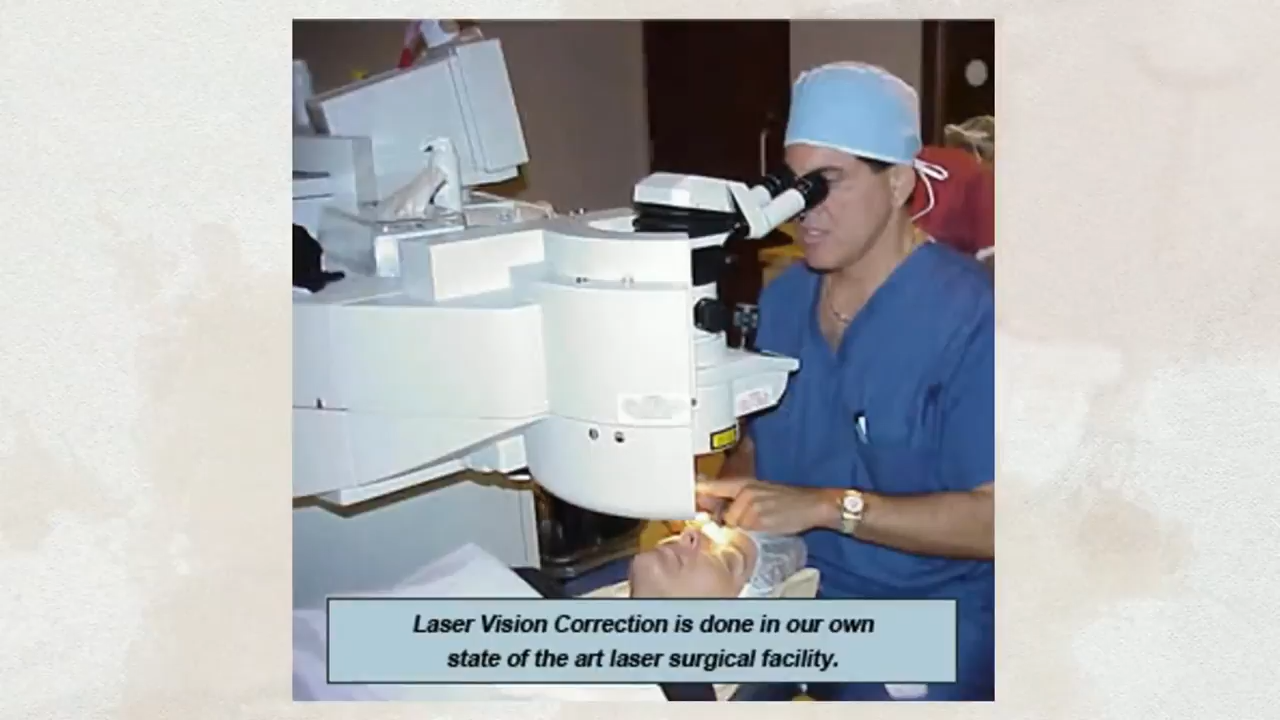 Laser Vision Correction is done in our own
state of the art laser surgical facility.